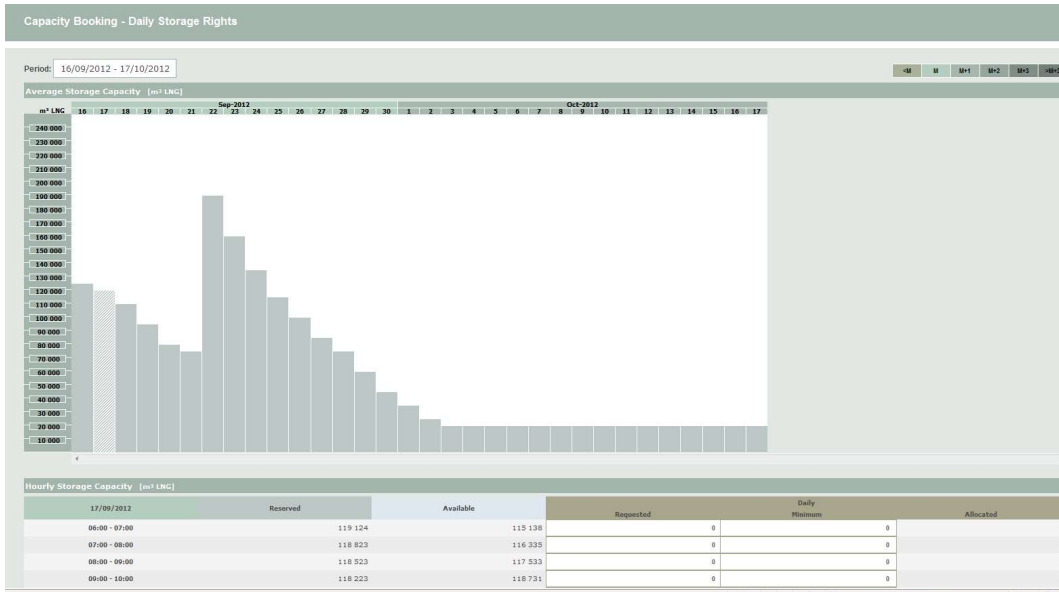 Capacity Booking - Daily Storage Rights
Period: 16/09/2012 - 17/10/2012
<M M M+1 M+2 M+3
Average Storage Capacity [m³ LNG]
Sep-2012 Oct-2012
m³ LNG 16 17 18 19 20 21 22 23 24 25 26 27 28 29 30 1 2 3 4 5 6 7 8 9 10 11 12 13 14 15 16 17
240 000
230 000
220 000
210 000
200 000
190 000
180 000
170 000
160 000
150 000
140 000
130 000
120 000
110 000
100 000
90 000
80 000
70 000
60 000
50 000
40 000
30 000
20 000
10 000
Hourly Storage Capacity [m³ LNG]
Daily
17/09/2012 Reserved Available Requested Minimum Allocated
06:00 - 07:00 119 124 115 138 0 0
07:00 - 08:00 118 823 116 335 0 0
08:00 - 09:00 118 523 117 533 0 0
09:00 - 10:00 118 223 118 731 0 0